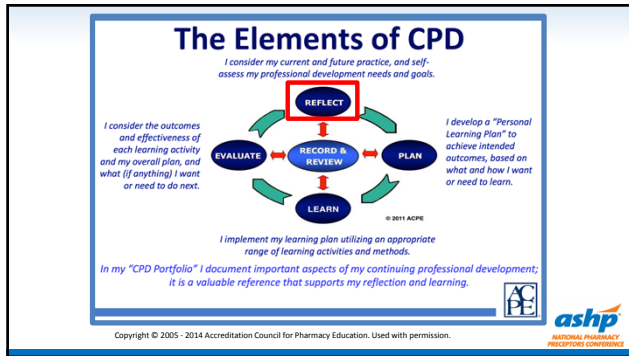 The Elements of CPD
I consider my current and future practice, and self-
assess my professional development needs and goals.
REFLECT
I consider the outcomes
and effectiveness of
each learning activity
and my overall plan, and
what (if anything) I want
or need to do next.
EVALUATE
RECORD &
REVIEW
PLAN
I develop a “Personal
Learning Plan” to
achieve intended
outcomes, based on
what and how I want
or need to learn.
LEARN
© 2011 ACPE
I implement my learning plan utilizing an appropriate
range of learning activities and methods.
In my “CPD Portfolio” I document important aspects of my continuing professional development;
it is a valuable reference that supports my reflection and learning.
ACPE
Copyright © 2005 - 2014 Accreditation Council for Pharmacy Education. Used with permission.
ashp
NATIONAL PHARMACY
PRECEPTORS CONFERENCE